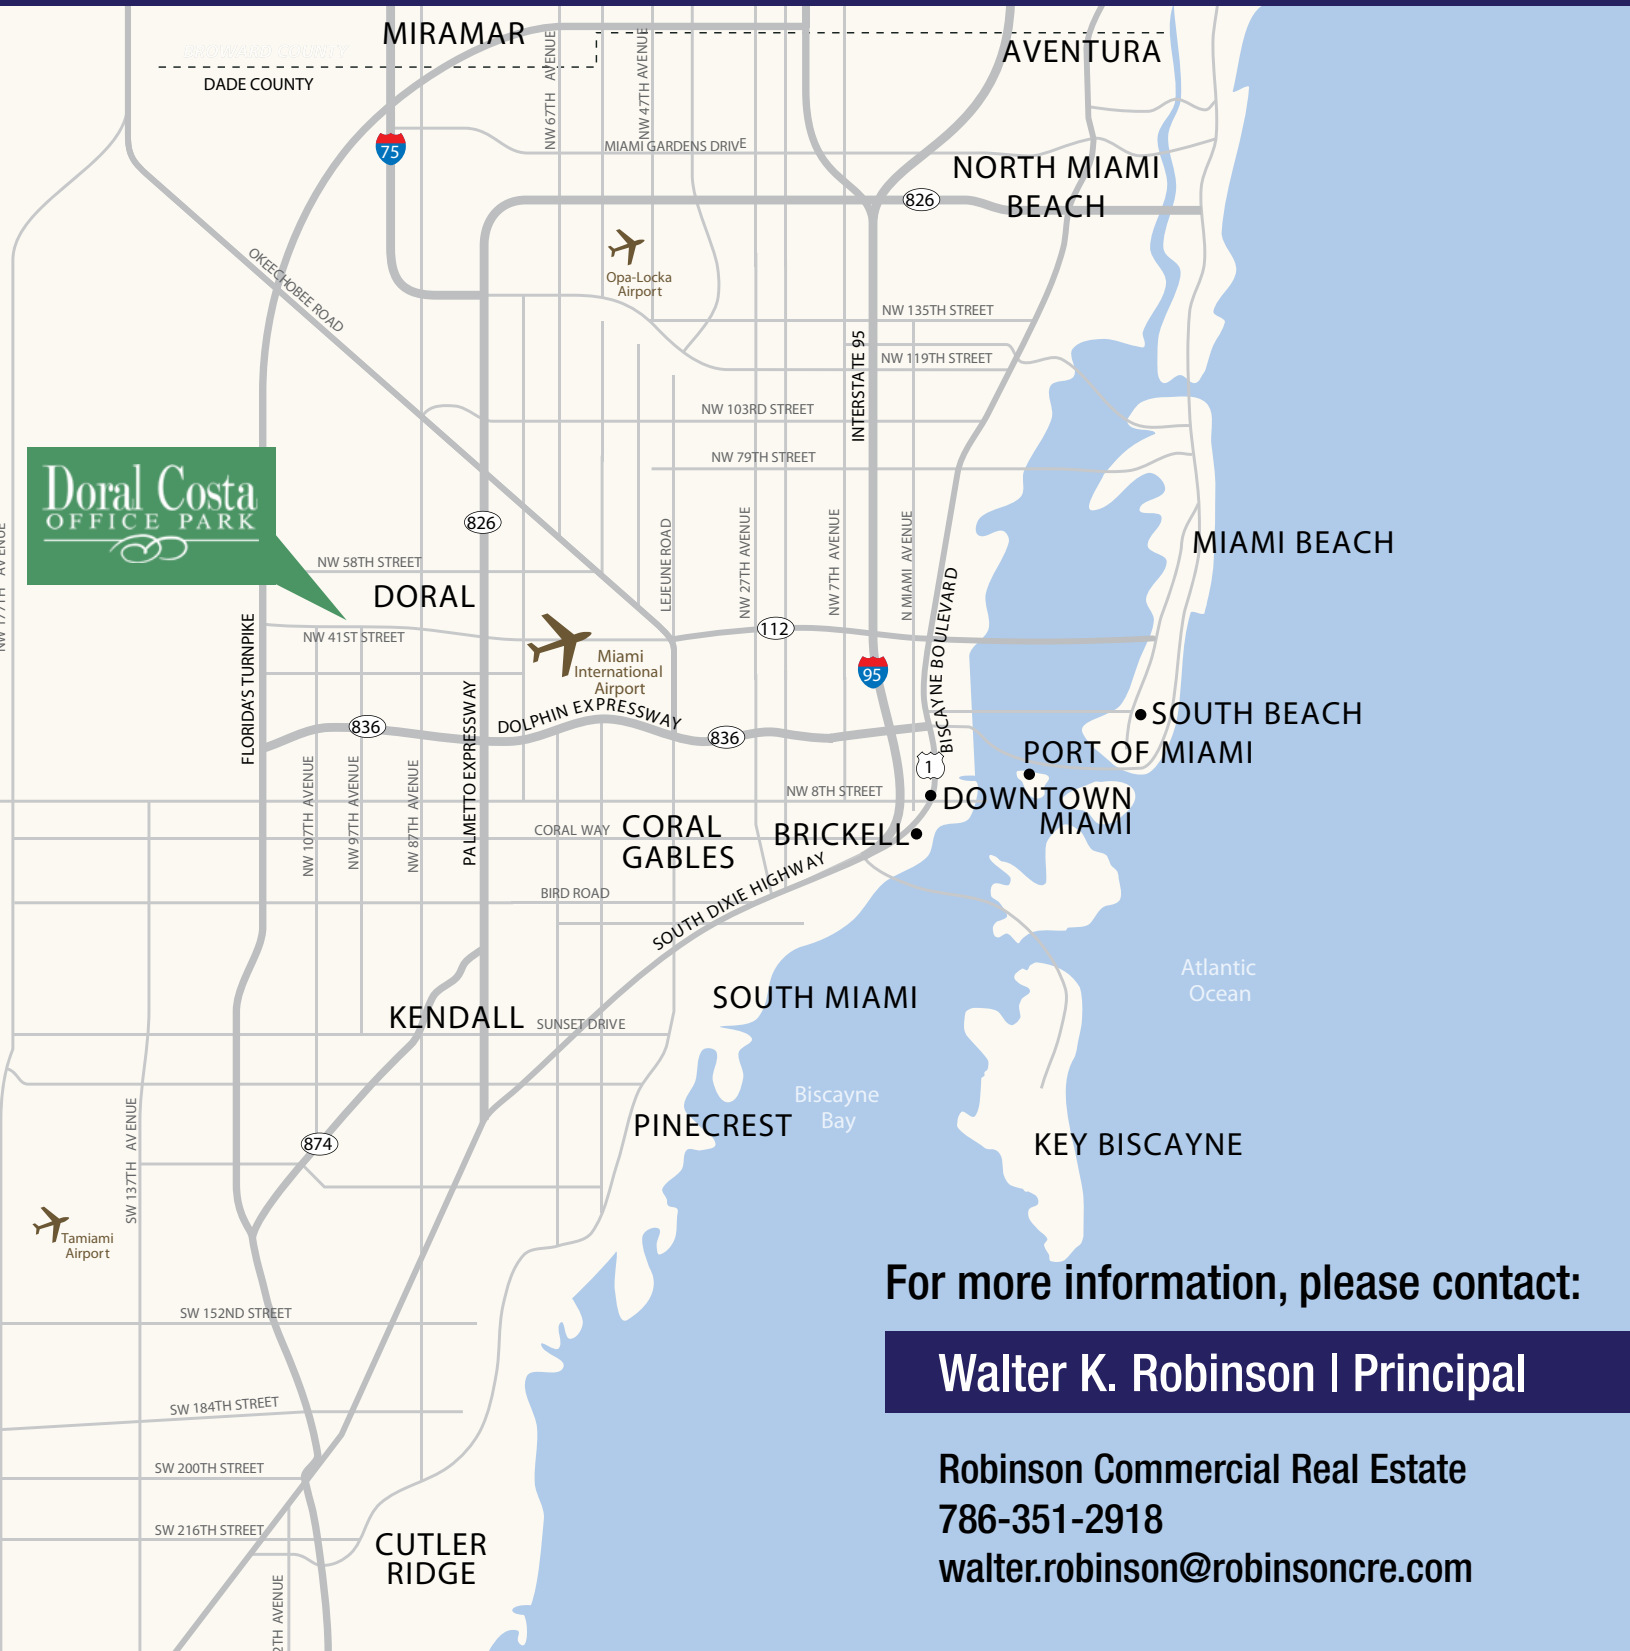 MIRAMAR
AVENTURA
DADE COUNTY
NW 67TH AVENUE
NW 47TH AVENUE
75
MIAMI GARDENS DRIVE
NORTH MIAMI
BEACH
826
OKEECHOBEE ROAD
Opa-Locka
Airport
NW 135TH STREET
INTERSTATE 95
NW 119TH STREET
NW 103RD STREET
NW 79TH STREET
Doral Costa
OFFICE PARK
826
NW 177TH AVENUE
NW 58TH STREET
DORAL
LEJEUNE ROAD
NW 27TH AVENUE
NW 7TH AVENUE
N MIAMI AVENUE
BISCAYNE BOULEVARD
MIAMI BEACH
NW 41ST STREET
112
FLORIDA'S TURNPIKE
Miami
International
Airport
95
PALMETTO EXPRESSWAY
DOLPHIN EXPRESSWAY
836
836
SOUTH BEACH
PORT OF MIAMI
1
NW 107TH AVENUE
NW 97TH AVENUE
NW 87TH AVENUE
NW 8TH STREET
DOWNTOWN
MIAMI
CORAL WAY
CORAL
GABLES
BRICKELL
BIRD ROAD
SOUTH DIXIE HIGHWAY
Atlantic
Ocean
SOUTH MIAMI
KENDALL
SUNSET DRIVE
Biscayne
Bay
PINECREST
KEY BISCAYNE
874
SW 137TH AVENUE
Tamiami
Airport
SW 152ND STREET
SW 184TH STREET
SW 200TH STREET
SW 216TH STREET
CUTLER
RIDGE
2TH AVENUE
For more information, please contact:
Walter K. Robinson | Principal
Robinson Commercial Real Estate
786-351-2918
walter.robinson@robinsoncre.com